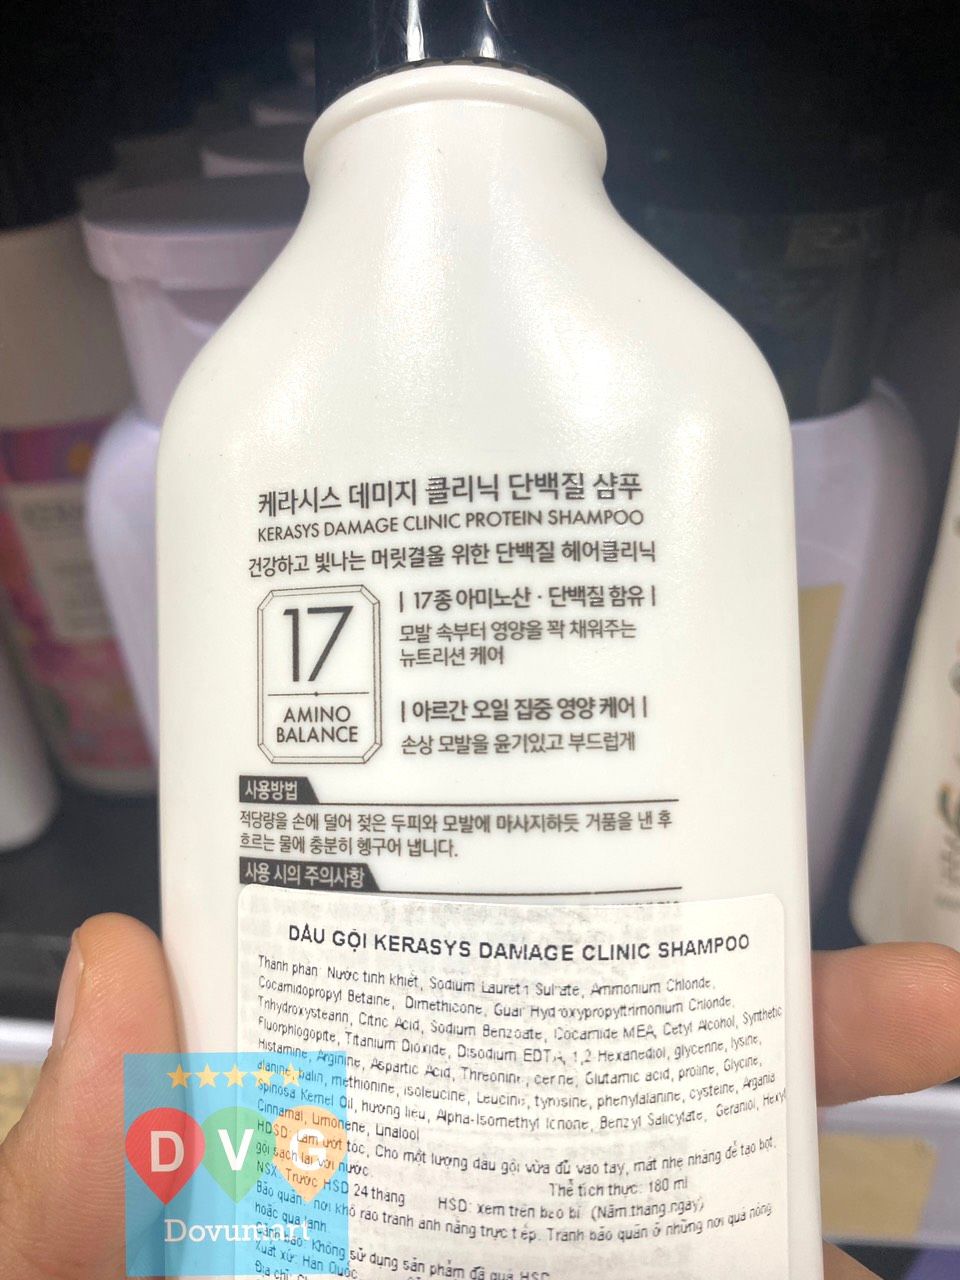 케라시스 데미지 클리닉 단백질 샴푸
KERASYS DAMAGE CLINIC PROTEIN SHAMPOO
건강하고 빛나는 머릿결을 위한 단백질 헤어클리닉
17
AMINO
BALANCE
| 17종 아미노산 · 단백질 함유 |
모발 속부터 영양을 꽉 채워주는
뉴트리션 케어
| 아르간 오일 집중 영양 케어 |
손상 모발을 윤기있고 부드럽게
사용방법
적당량을 손에 덜어 젖은 두피와 모발에 마사지하듯 거품을 낸 후
흐르는 물에 충분히 헹구어 냅니다.
사용 시의 주의사항
DẦU GỘI KERASYS DAMAGE CLINIC SHAMPOO
Thành phần: Nước tinh khiết, Sodium Laureth Sulfate, Ammonium Chloride,
Cocamidopropyl Betaine, Dimethicone, Guar Hydroxypropyltrimonium Chloride,
Trihydroxystearin, Citric Acid, Sodium Benzoate, Cocamide MEA, Cetyl Alcohol, Synthetic
Fluorphlogopite, Titanium Dioxide, Disodium EDTA, 1,2-Hexanediol, glycerine, lysine,
Histamine, Arginine, Aspartic Acid, Threonine, cerine, Glutamic acid, proline, Glycine,
alanine, methionine, isoleucine, Leucine, tyrosine, phenylalanine, cysteine, Argania
spinosa Kernel Oil, hương liệu, Alpha-Isomethyl Ionone, Benzyl Salicylate, Geraniol, Hexyl
Cinnamal, Limonene, Linalool
HDSD: Làm ướt tóc, Cho một lượng dầu gội vừa đủ vào tay, mát nhẹ nhàng để tạo bọt,
gội sạch lại với nước.
Thể tích thực: 180 ml
NSX: Trước HSD 24 tháng HSD: xem trên bao bì (Năm.tháng.ngày)
Bảo quản: nơi khô ráo tránh ánh nắng trực tiếp. Tránh bảo quản ở những nơi quá nóng
hoặc quá lạnh.
Cảnh báo: Không sử dụng sản phẩm đã quá HSD
Xuất xứ: Hàn Quốc
Địa chỉ:
DVG
Dovumart